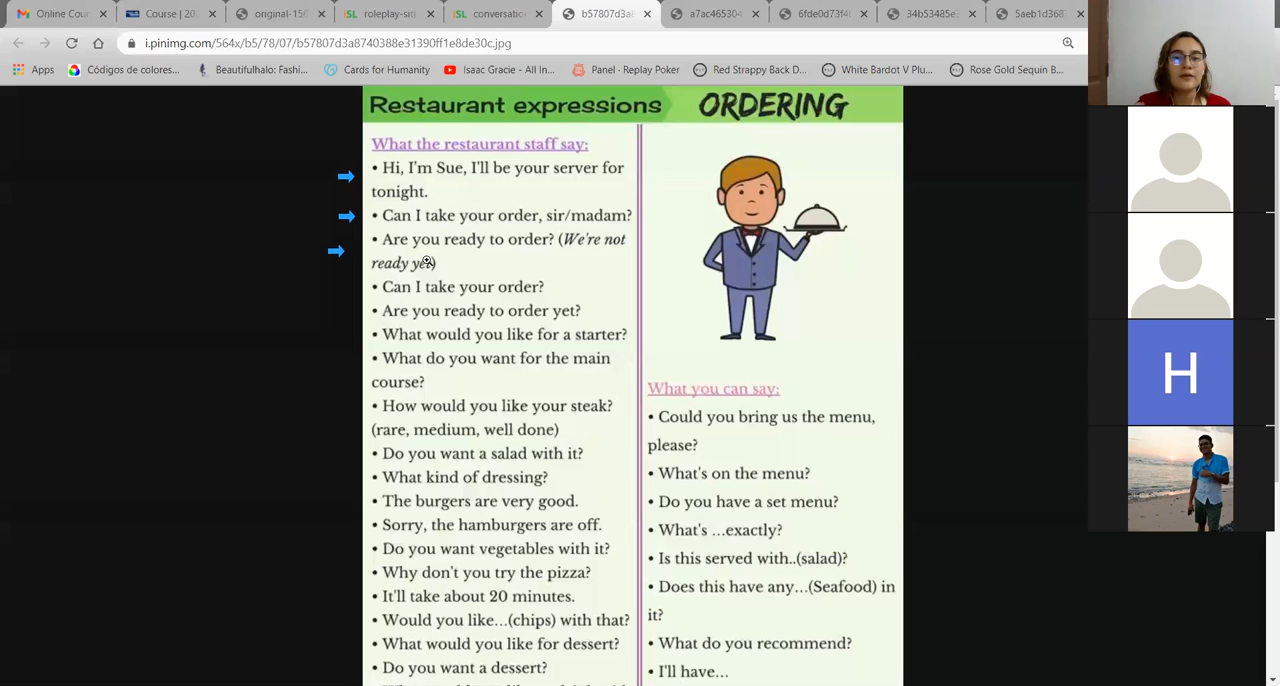 Online Cour
Course | 20
original-156
roleplay-sit
conversation
b57807d3a8
a7ac465304
6fde0d73f4
34b53485e3
5aeb1d368
i.pinimg.com/564x/b5/78/07/b57807d3a8740388e31390ff1e8de30c.jpg
Apps
Códigos de colores...
Beautifulhalo: Fashi...
Cards for Humanity
Isaac Gracie - All In...
Panel · Replay Poker
Red Strappy Back D...
White Bardot V Plu...
Rose Gold Sequin B...
Restaurant expressions
ORDERING
What the restaurant staff say:
• Hi, I'm Sue, I'll be your server for
tonight.
• Can I take your order, sir/madam?
• Are you ready to order? (We're not
ready yet)
• Can I take your order?
• Are you ready to order yet?
• What would you like for a starter?
• What do you want for the main
course?
• How would you like your steak?
(rare, medium, well done)
• Do you want a salad with it?
• What kind of dressing?
• The burgers are very good.
• Sorry, the hamburgers are off.
• Do you want vegetables with it?
• Why don't you try the pizza?
• It'll take about 20 minutes.
• Would you like...(chips) with that?
• What would you like for dessert?
• Do you want a dessert?
What you can say:
• Could you bring us the menu,
please?
• What's on the menu?
• Do you have a set menu?
• What's ...exactly?
• Is this served with..(salad)?
• Does this have any...(Seafood) in
it?
• What do you recommend?
• I'll have...
H